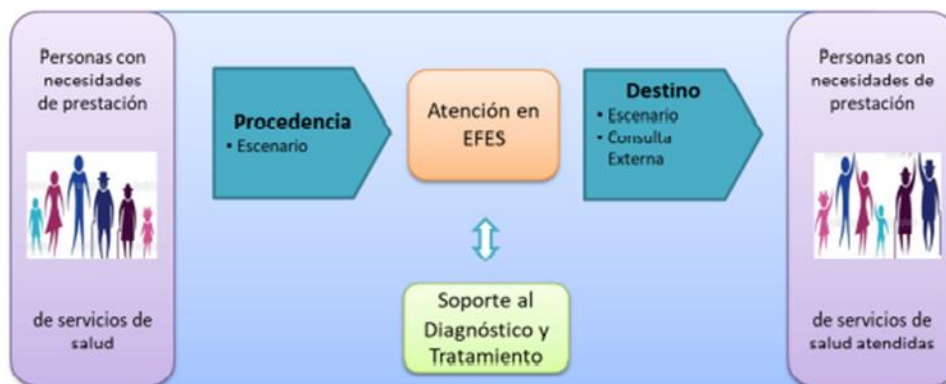 Personas con
necesidades
de prestación
de servicios de
salud
Procedencia
• Escenario
Atención en
EFES
Destino
• Escenario
• Consulta
Externa
Soporte al
Diagnóstico y
Tratamiento
Personas con
necesidades de
prestación
de servicios de
salud atendidas